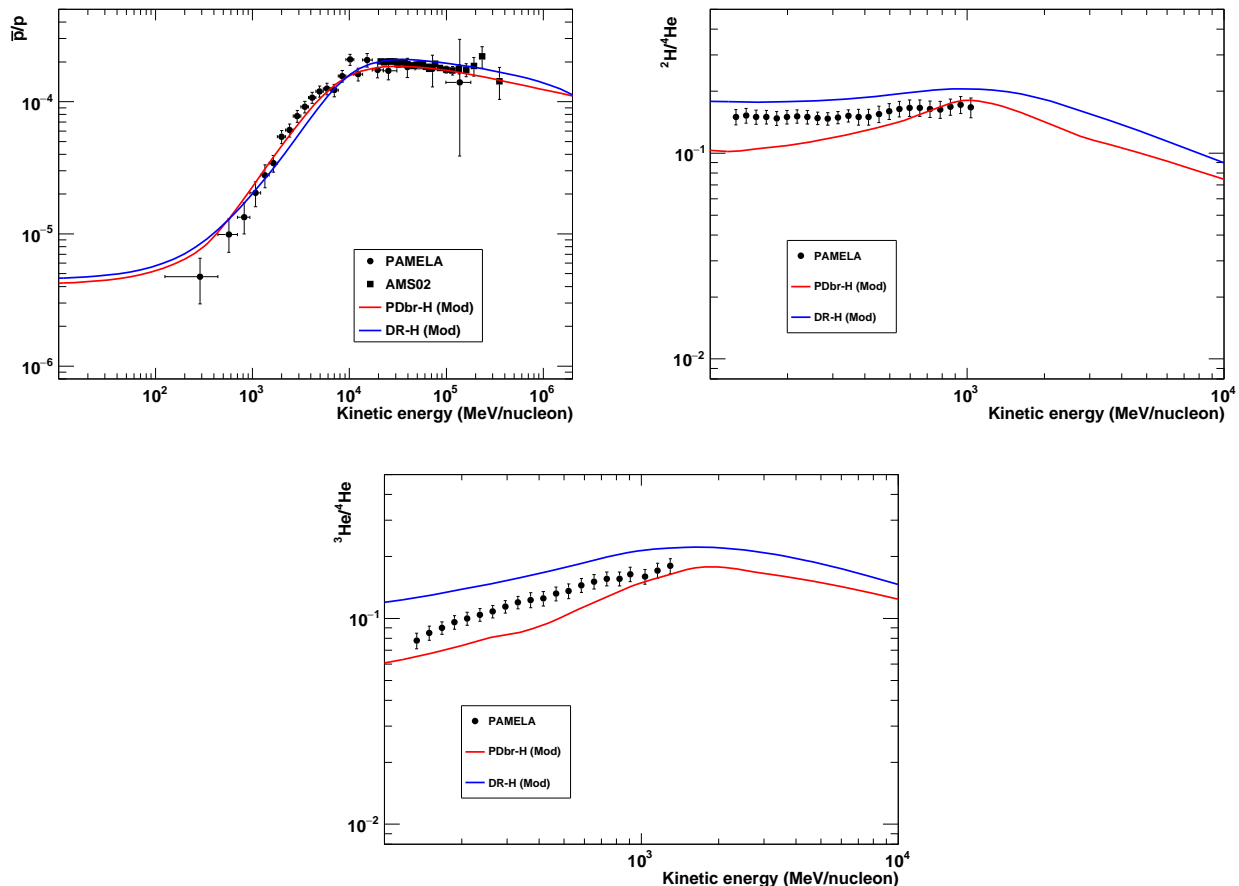 p̅/p
10⁻⁴
10⁻⁵
10⁻⁶
PAMELA
AMS02
PDbr-H (Mod)
DR-H (Mod)
10² 10³ 10⁴ 10⁵ 10⁶
Kinetic energy (MeV/nucleon)
²H/⁴He
10⁻¹
10⁻²
PAMELA
PDbr-H (Mod)
DR-H (Mod)
10³ 10⁴
Kinetic energy (MeV/nucleon)
³He/⁴He
10⁻¹
10⁻²
PAMELA
PDbr-H (Mod)
DR-H (Mod)
10³ 10⁴
Kinetic energy (MeV/nucleon)